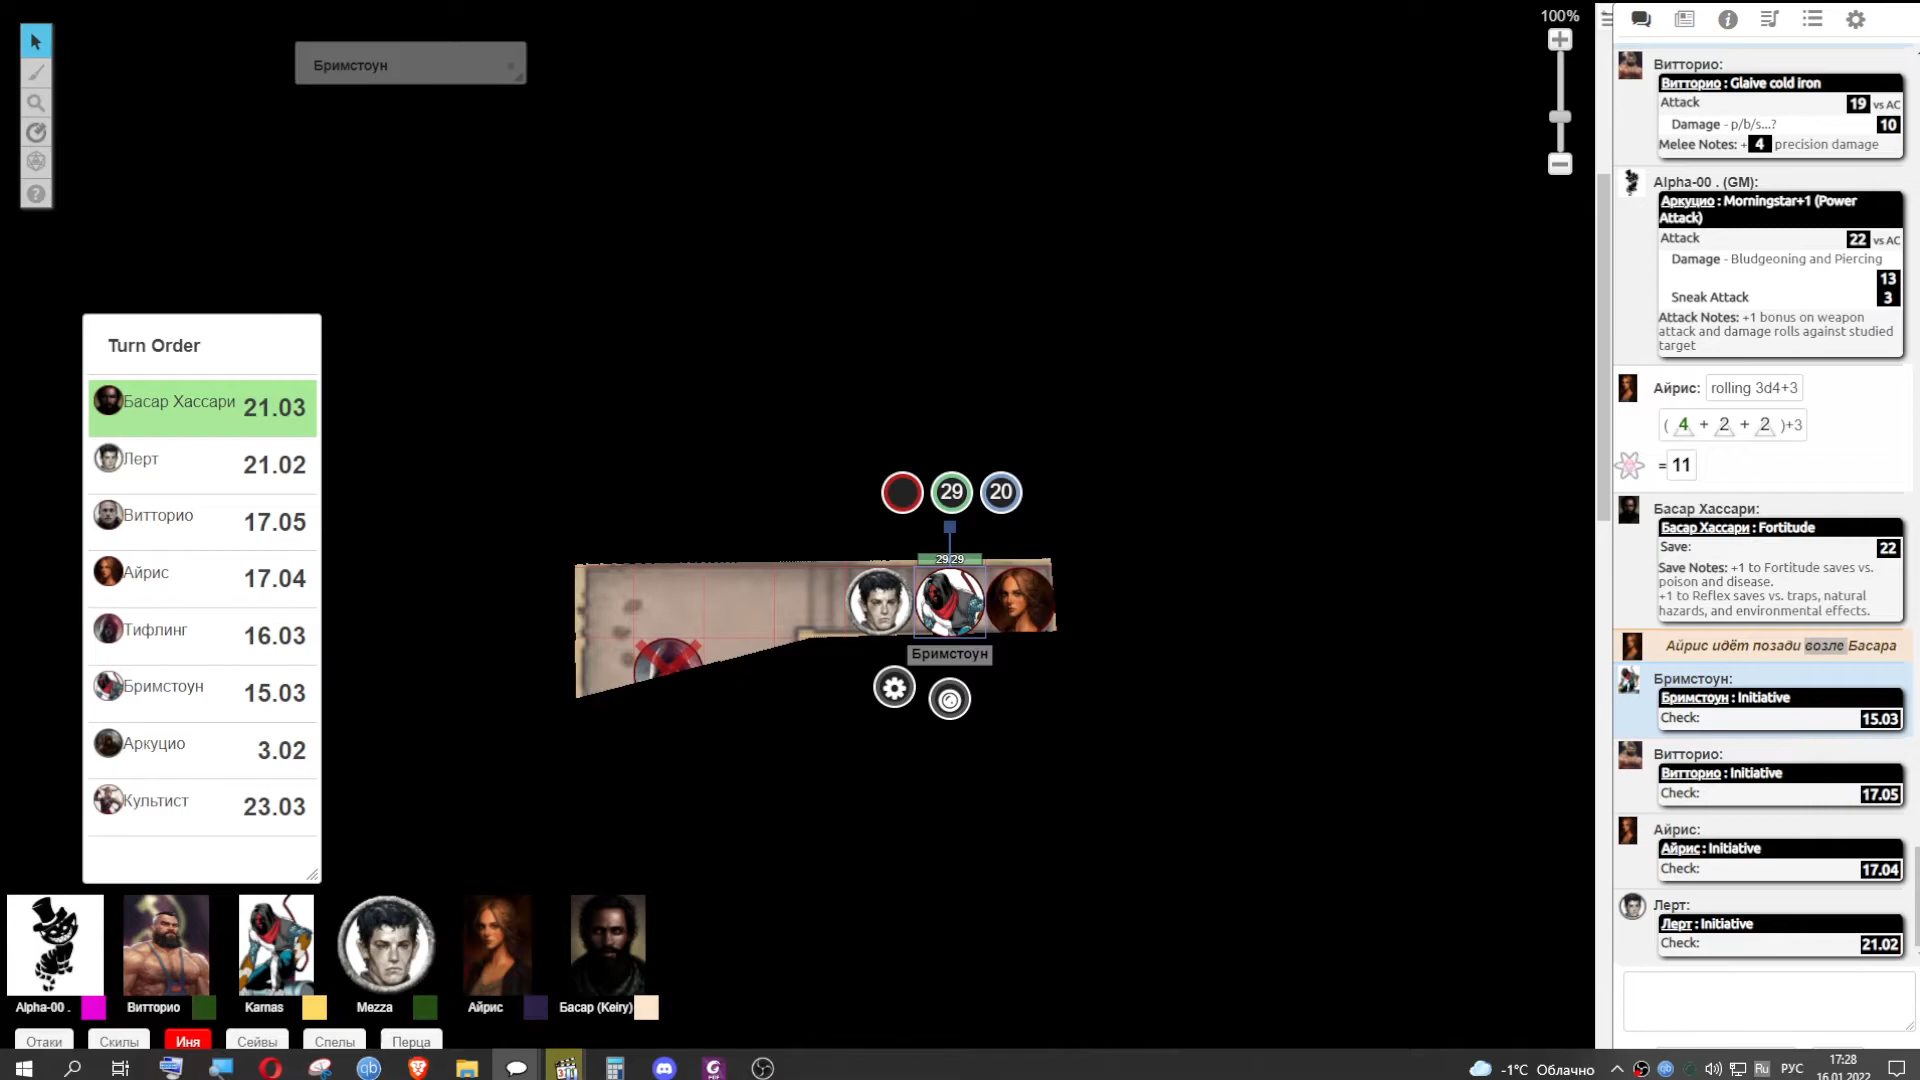 100%
Бримстоун
Turn Order
Басар Хассари 21.03
Лерт 21.02
Витторио 17.05
Айрис 17.04
Тифлинг 16.03
Бримстоун 15.03
Аркуцио 3.02
Культист 23.03
29 20
29/29
Бримстоун
Alpha-00 . Витторио Karnas Mezza Айрис Басар (Keiry)
Отаки Скилы Иня Сейвы Спелы Перца
Витторио:
Витторио : Glaive cold iron
Attack 19 vs AC
Damage - p/b/s...? 10
Melee Notes: + 4 precision damage
Alpha-00 . (GM):
Аркуцио : Morningstar+1 (Power
Attack)
Attack 22 vs AC
Damage - Bludgeoning and Piercing
13
Sneak Attack 3
Attack Notes: +1 bonus on weapon
attack and damage rolls against studied
target
Айрис: rolling 3d4+3
( 4 + 2 + 2 )+3
= 11
Басар Хассари:
Басар Хассари : Fortitude
Save: 22
Save Notes: +1 to Fortitude saves vs.
poison and disease.
+1 to Reflex saves vs. traps, natural
hazards, and environmental effects.
Айрис идёт позади возле Басара
Бримстоун:
Бримстоун : Initiative
Check: 15.03
Витторио:
Витторио : Initiative
Check: 17.05
Айрис:
Айрис : Initiative
Check: 17.04
Лерт:
Лерт : Initiative
Check: 21.02
-1°C Облачно
Ru РУС
17:28
16.01.2022